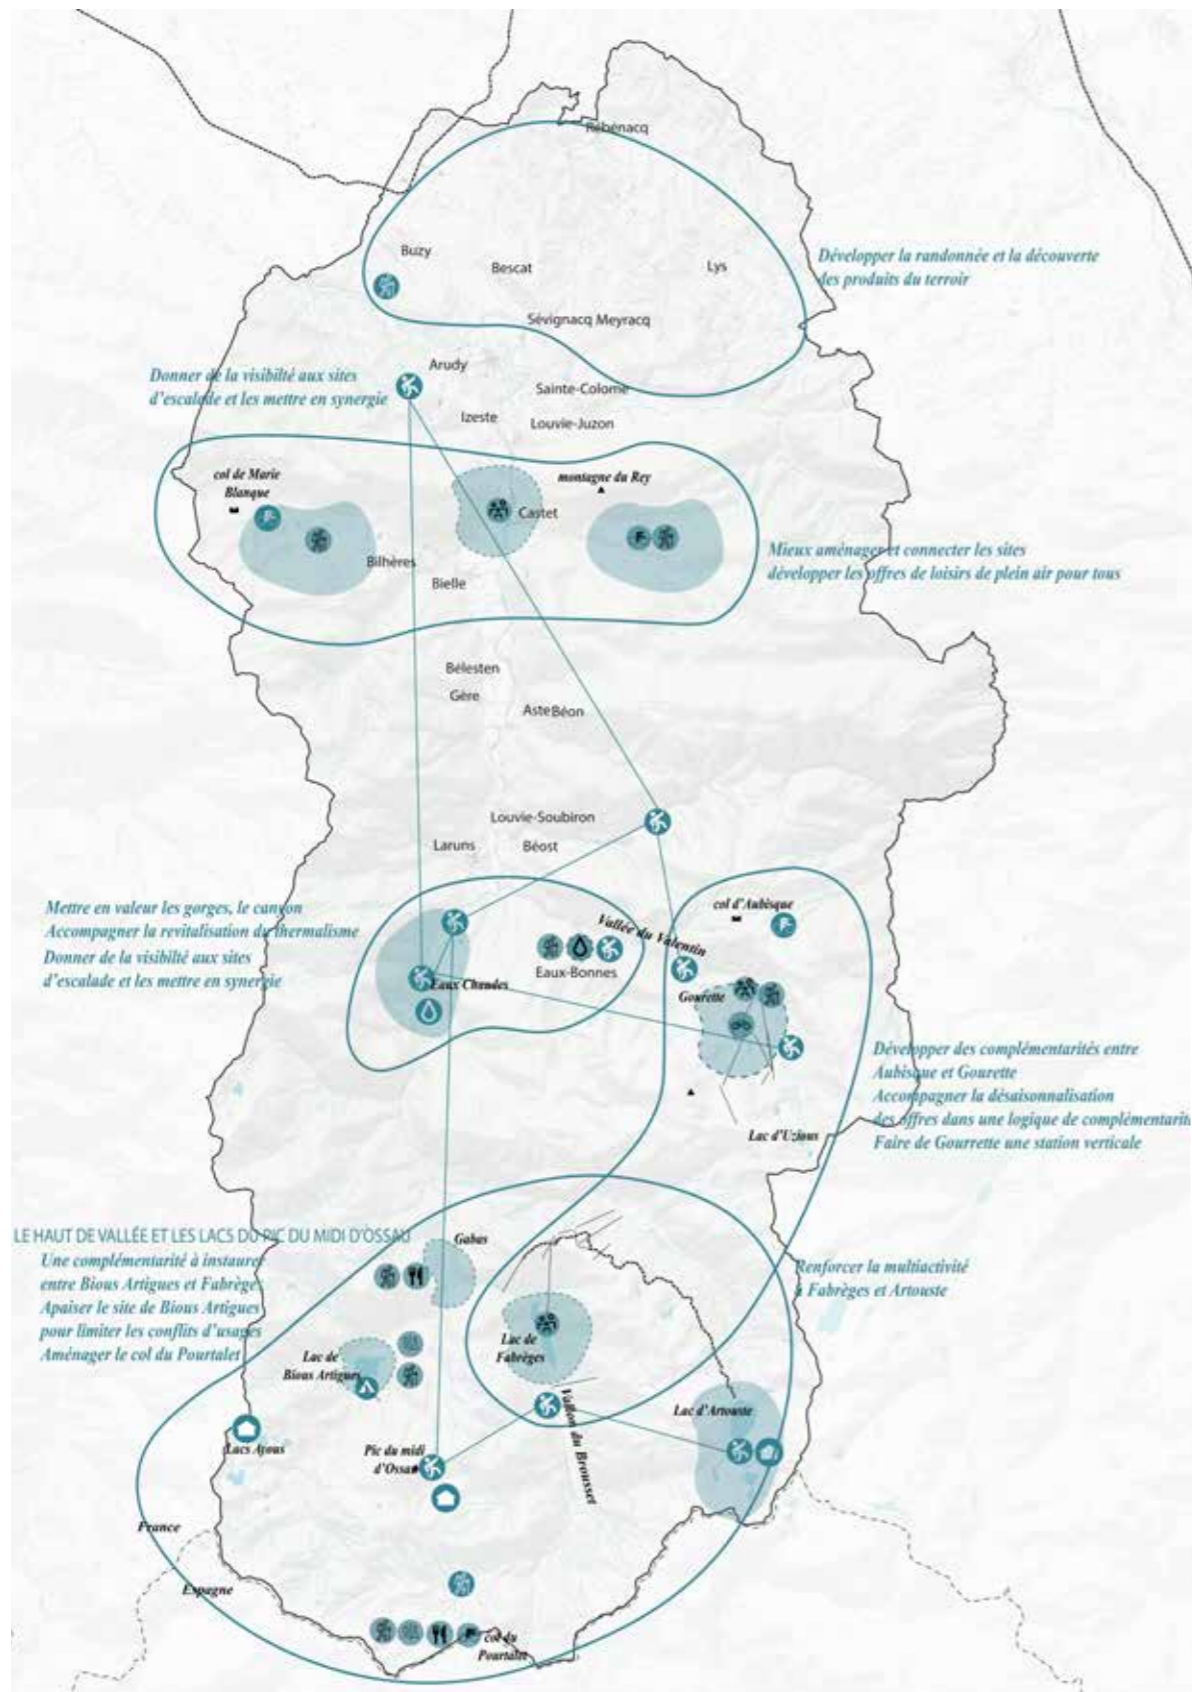 Rébénacq
Buzy
Bescat
Lys
Développer la randonnée et la découverte
des produits du terroir
Sévignacq Meyracq
Arudy
Donner de la visibilté aux sites
d'escalade et les mettre en synergie
Sainte-Colome
Izeste
Louvie-Juzon
col de Marie
Blanque
montagne du Rey
Castet
Mieux aménager et connecter les sites
développer les offres de loisirs de plein air pour tous
Bilhères
Bielle
Bélesten
Gère
Aste Béon
Louvie-Soubiron
Laruns
Béost
Mettre en valeur les gorges, le canyon
Accompagner la revitalisation du thermalisme
Donner de la visibilté aux sites
d'escalade et les mettre en synergie
col d'Aubisque
Vallée du Valentin
Eaux-Bonnes
Eaux Chaudes
Gourette
Développer des complémentarités entre
Aubisque et Gourette
Accompagner la désaisonnalisation
des offres dans une logique de complémentarit
Faire de Gourrette une station verticale
Lac d'Uzious
LE HAUT DE VALLÉE ET LES LACS DU PIC DU MIDI D'OSSAU
Une complémentarité à instaurer
entre Bious Artigues et Fabrèges
Apaiser le site de Bious Artigues
pour limiter les conflits d'usages
Aménager le col du Pourtalet
Gabas
Renforcer la multiactivité
à Fabrèges et Artouste
Lac de
Fabrèges
Lac de
Bious Artigues
Lac d'Artouste
Vallon du Brousset
Lacs Ayous
Pic du midi
d'Ossau
France
Espagne
col du
Pourtalet